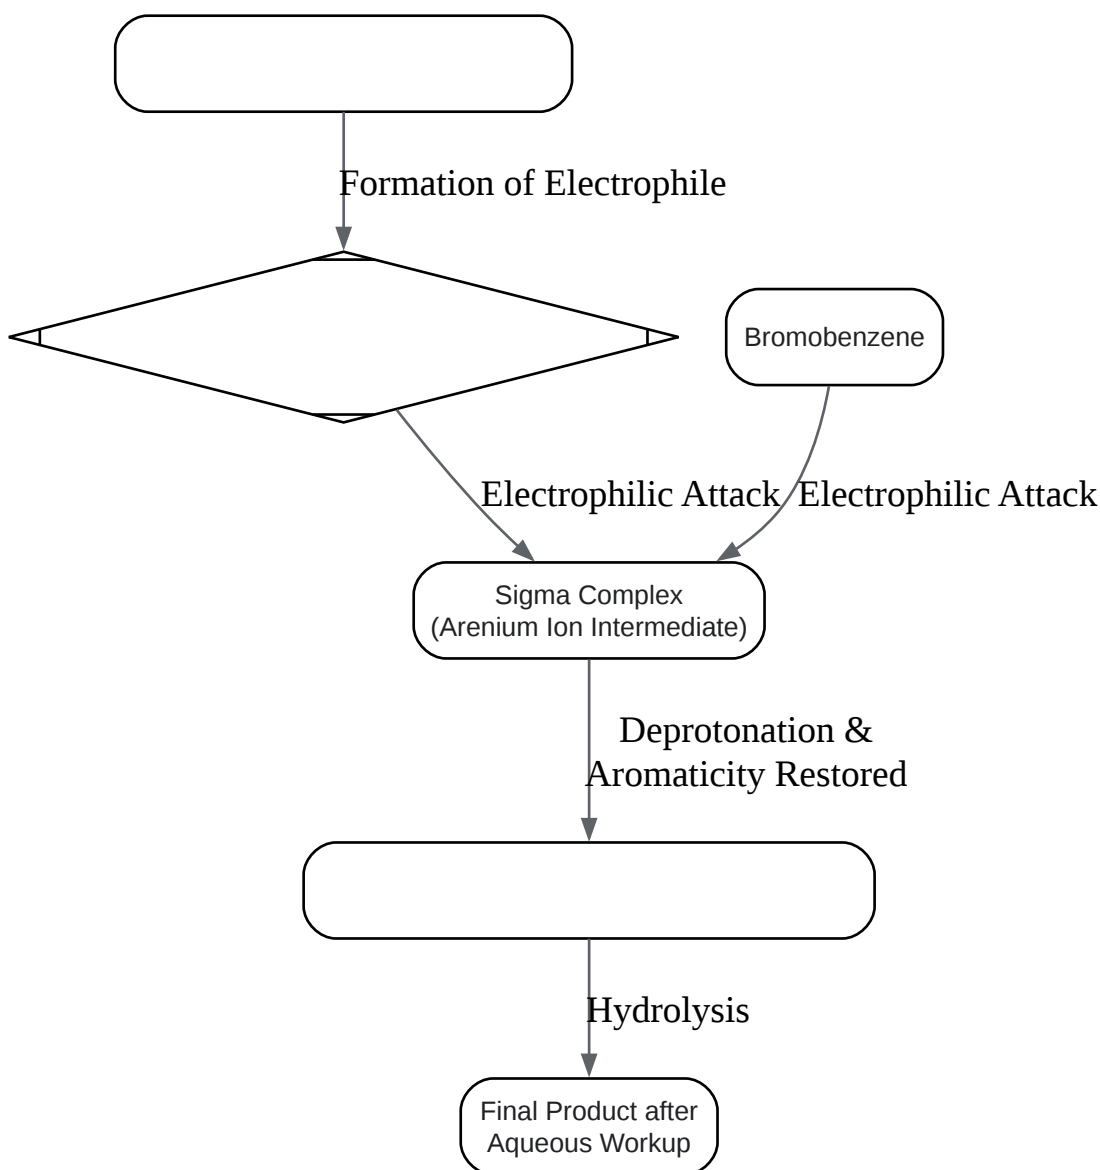 Formation of Electrophile
Bromobenzene
Electrophilic Attack
Electrophilic Attack
Sigma Complex
(Arenium Ion Intermediate)
Deprotonation &
Aromaticity Restored
Hydrolysis
Final Product after
Aqueous Workup